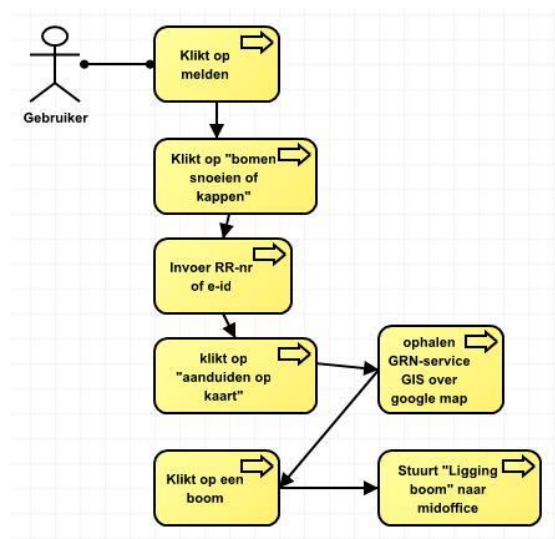 Klikt op
melden
Gebruiker
Klikt op "bomen
snoeien of
kappen"
Invoer RR-nr
of e-id
klikt op
"aanduiden op
kaart"
ophalen
GRN-service
GIS over
google map
Klikt op een
boom
Stuurt "Ligging
boom" naar
midoffice